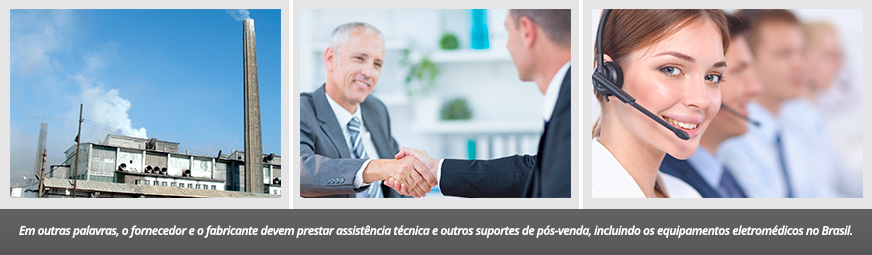 Em outras palavras, o fornecedor e o fabricante devem prestar assistência técnica e outros suportes de pós-venda, incluindo os equipamentos eletromédicos no Brasil.